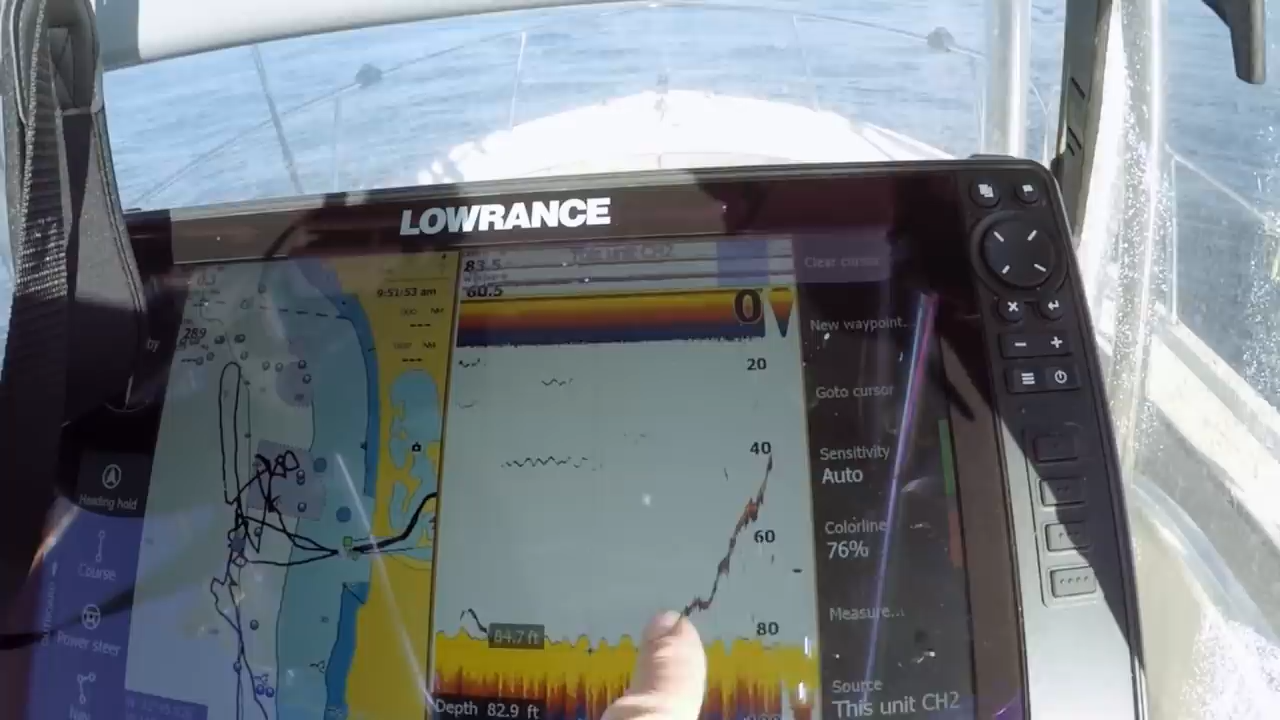 LOWRANCE
83.5
60.5
9:51:53 am
NM
---
NM
---
289
0
20
40
60
80
84.7 ft
Depth 82.9 ft
Clear cursor
New waypoint...
Goto cursor
Sensitivity
Auto
Colorline
76%
Measure...
Source
This unit CH2
Heading hold
Course
Power steer